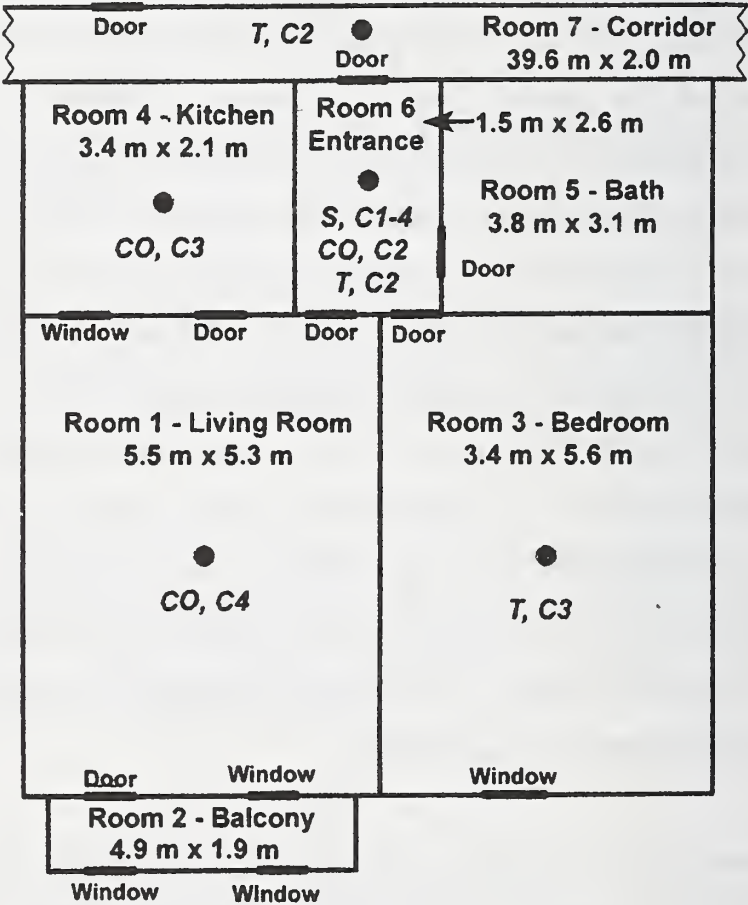 Door
T, C2
Room 7 - Corridor
39.6 m x 2.0 m
Door
Room 4 - Kitchen
3.4 m x 2.1 m
CO, C3
Room 6
Entrance
1.5 m x 2.6 m
S, C1-4
CO, C2
T, C2
Room 5 - Bath
3.8 m x 3.1 m
Door
Window
Door
Door
Door
Room 1 - Living Room
5.5 m x 5.3 m
CO, C4
Room 3 - Bedroom
3.4 m x 5.6 m
T, C3
Door
Window
Window
Room 2 - Balcony
4.9 m x 1.9 m
Window
Window